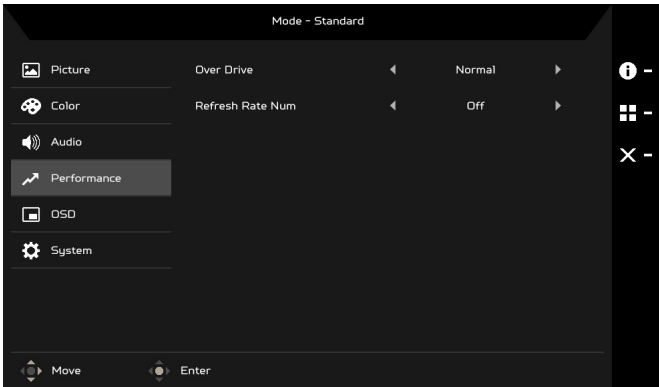 Mode - Standard
Picture
Over Drive Normal
Color
Refresh Rate Num Off
Audio
Performance
OSD
System
Move Enter